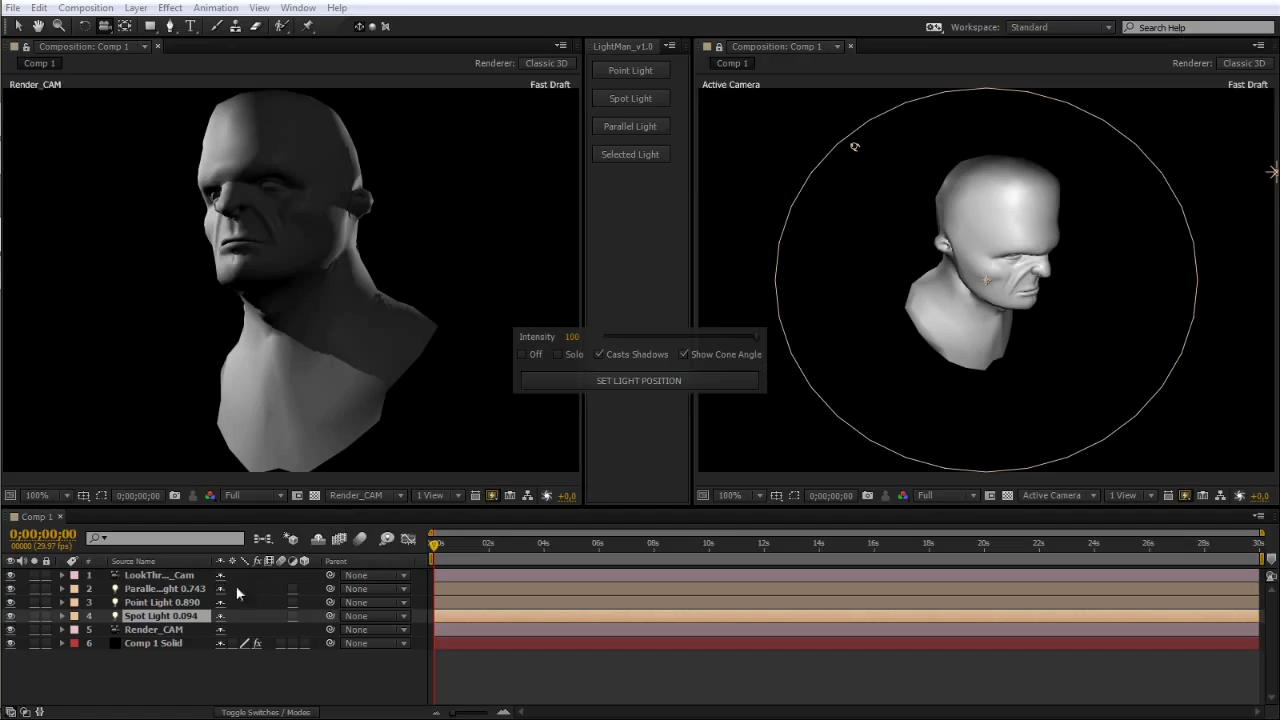 File Edit Composition Layer Effect Animation View Window Help
Workspace: Standard Search Help
Composition: Comp 1 LightMan_v1.0 Composition: Comp 1
Comp 1 Renderer: Classic 3D Comp 1 Renderer: Classic 3D
Render_CAM Fast Draft Active Camera Fast Draft
Point Light
Spot Light
Parallel Light
Selected Light
Intensity 100
Off Solo Casts Shadows Show Cone Angle
SET LIGHT POSITION
100% 0;00;00;00 Full Render_CAM 1 View +0,0 100% 0;00;00;00 Full Active Camera 1 View +0,0
Comp 1
0;00;00;00
00000 (29.97 fps)
02s 04s 06s 08s 10s 12s 14s 16s 18s 20s 22s 24s 26s 28s 30s
# Source Name fx Parent
1 LookThr..._Cam None
2 Paralle...ght 0.743 None
3 Point Light 0.890 None
4 Spot Light 0.094 None
5 Render_CAM None
6 Comp 1 Solid fx None
Toggle Switches / Modes